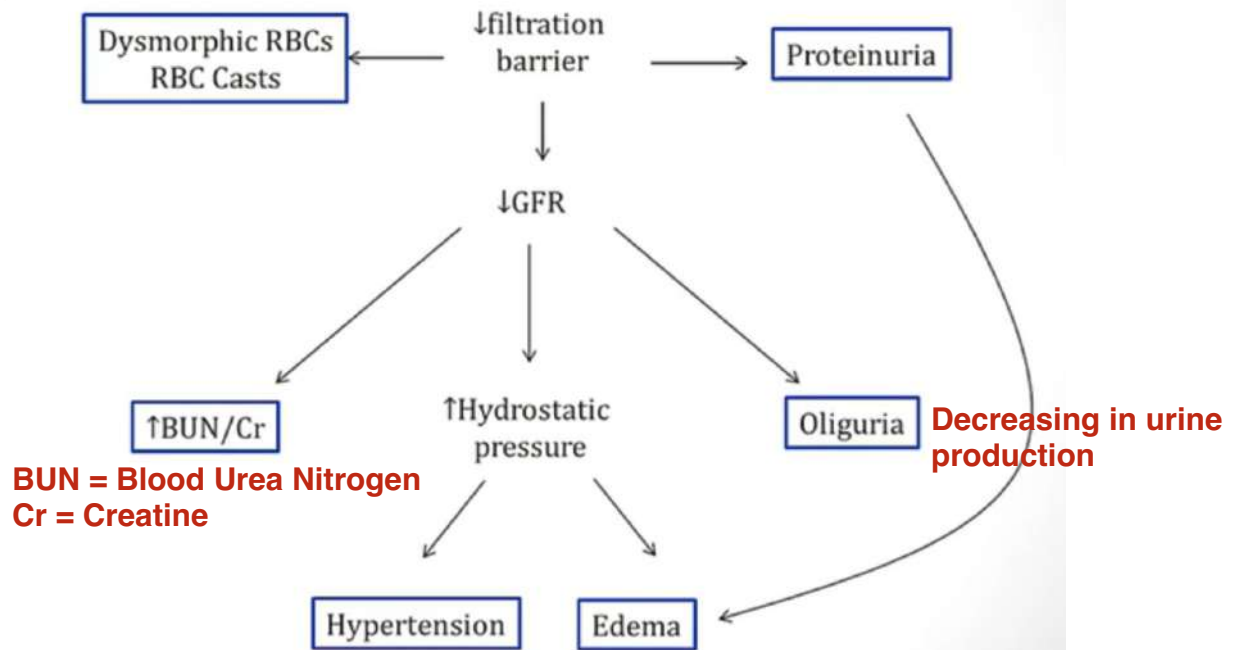 ↓filtration
barrier
Dysmorphic RBCs
RBC Casts
Proteinuria
↓GFR
↑BUN/Cr
↑Hydrostatic
pressure
Oliguria
Decreasing in urine
production
BUN = Blood Urea Nitrogen
Cr = Creatine
Hypertension
Edema